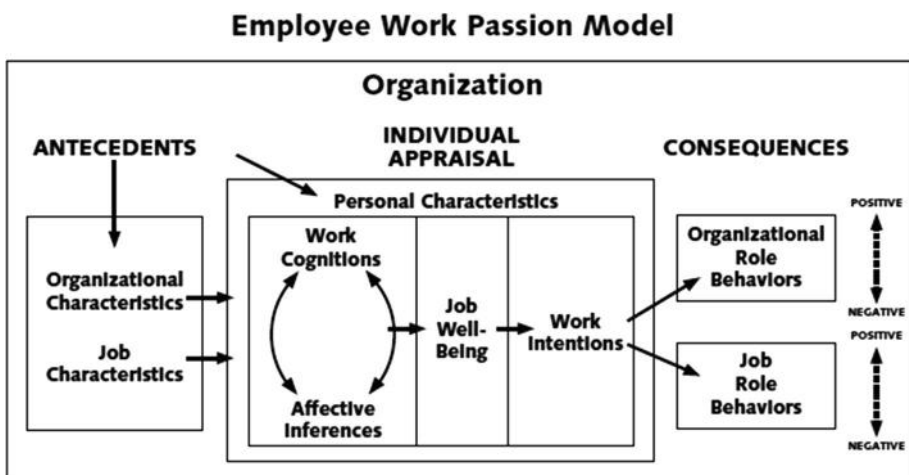 Employee Work Passion Model
Organization
ANTECEDENTS
INDIVIDUAL
APPRAISAL
CONSEQUENCES
Personal Characteristics
Organizational
Characteristics
Job
Characteristics
Work
Cognitions
Affective
Inferences
Job
Well-
Being
Work
Intentions
Organizational
Role
Behaviors
POSITIVE
NEGATIVE
Job
Role
Behaviors
POSITIVE
NEGATIVE